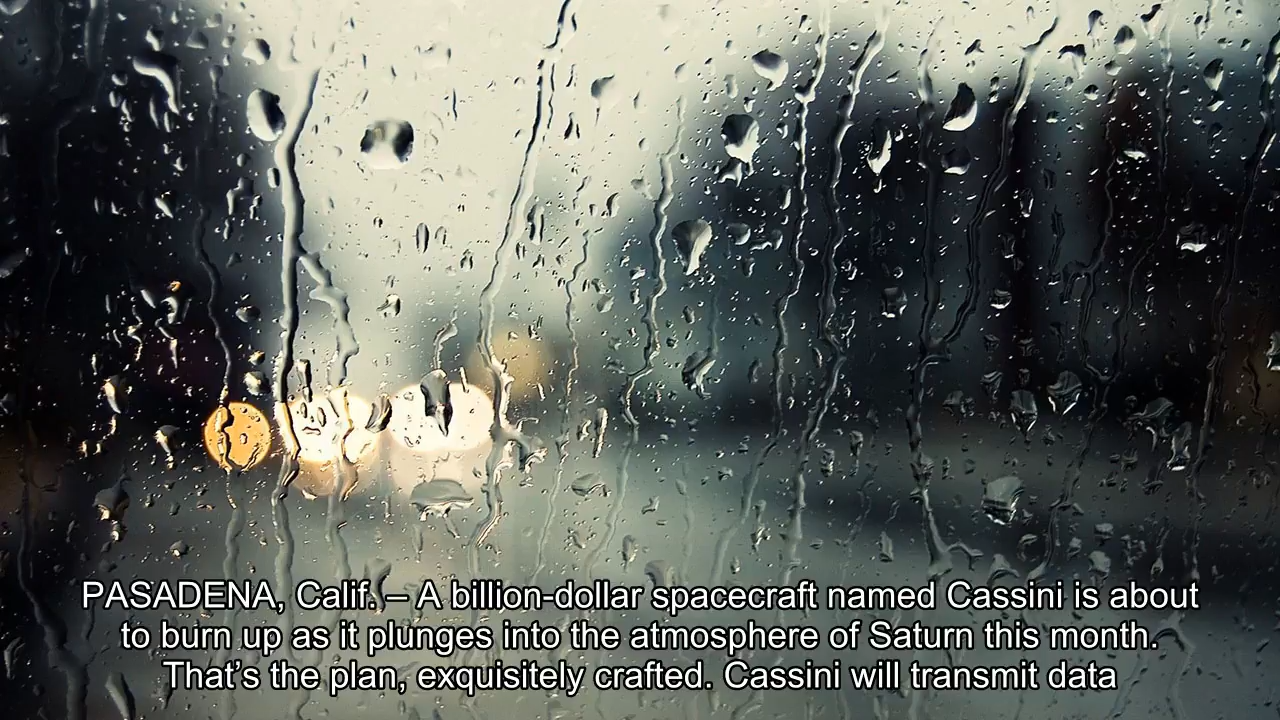 PASADENA, Calif. – A billion-dollar spacecraft named Cassini is about
to burn up as it plunges into the atmosphere of Saturn this month.
That’s the plan, exquisitely crafted. Cassini will transmit data